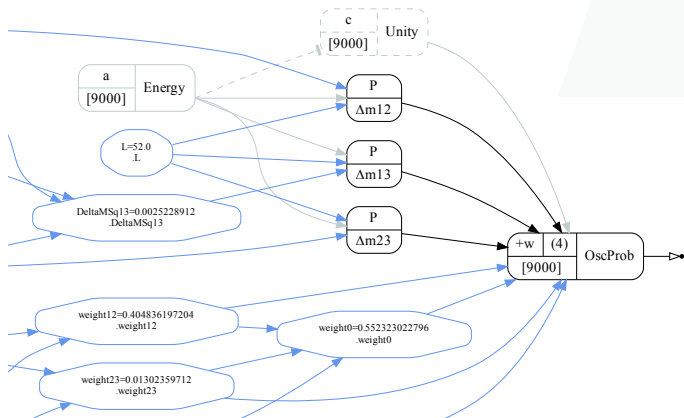 c
Unity
[9000]
a
Energy
[9000]
P
Δm12
L=52.0
.L
P
Δm13
DeltaMSq13=0.0025228912
.DeltaMSq13
P
Δm23
+w
(4)
OscProb
[9000]
weight12=0.404836197204
.weight12
weight0=0.552323022796
.weight0
weight23=0.01302359712
.weight23